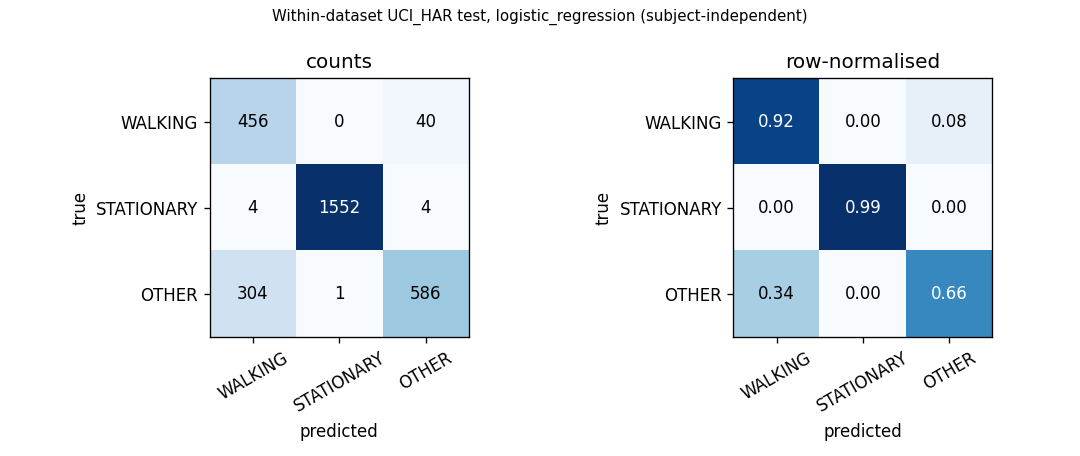 Within-dataset UCI_HAR test, logistic_regression (subject-independent)
counts
WALKING 456 0 40
STATIONARY 4 1552 4
OTHER 304 1 586
true
WALKING STATIONARY OTHER
predicted
row-normalised
WALKING 0.92 0.00 0.08
STATIONARY 0.00 0.99 0.00
OTHER 0.34 0.00 0.66
true
WALKING STATIONARY OTHER
predicted